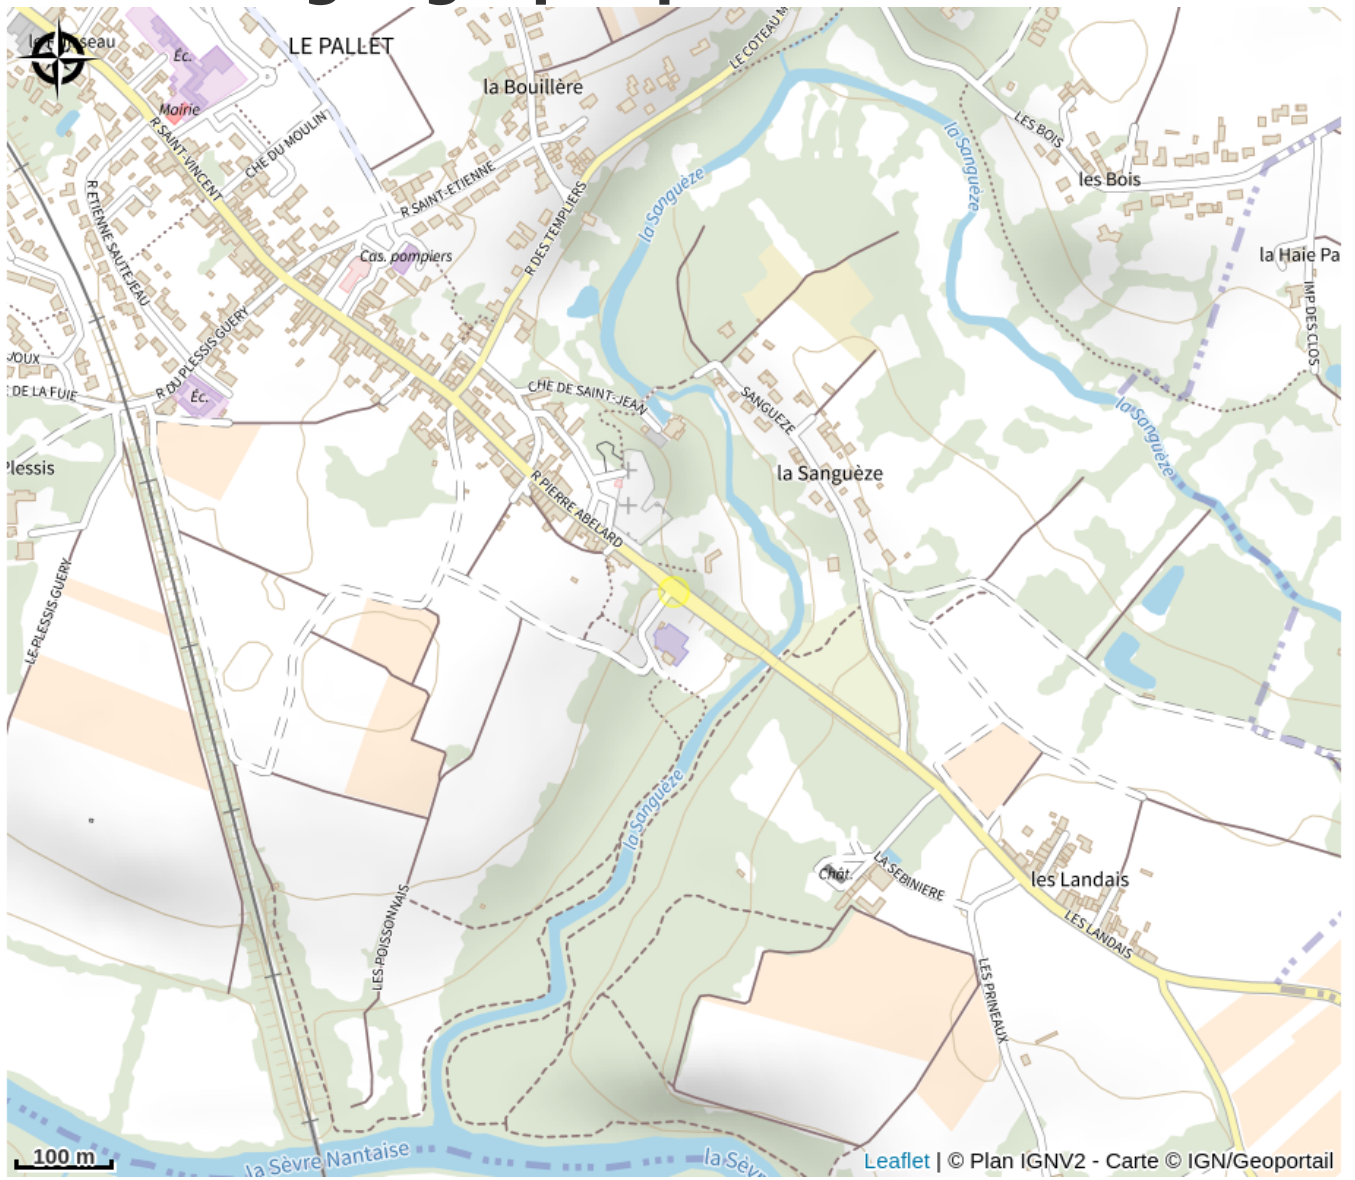 LE PALLET
Éc.
Mairie
la Bouillère
LE COTEAU M
R SAINT-VINCENT
CHE DU MOULIN
R SAINT-ETIENNE
R ETIENNE SAUTEJEAU
la Sanguèze
la Sanguèze
LES BOIS
les Bois
R DES TEMPLIERS
Cas. pompiers
la Haie Pa
IMP DES CLOS
R DU PLESSIS GUERY
E DE LA FUIE
Éc.
CHE DE SAINT-JEAN
SANGUEZE
la Sanguèze
Plessis
la Sanguèze
R PIERRE ABELARD
LE PLESSIS GUERY
la Sanguèze
Chât.
LA SEBINIERE
les Landais
LES LANDAIS
LES POISSONNAIS
LES PRINEAUX
100 m
la Sèvre Nantaise
la Sèv
Leaflet | © Plan IGNV2 - Carte © IGN/Geoportail